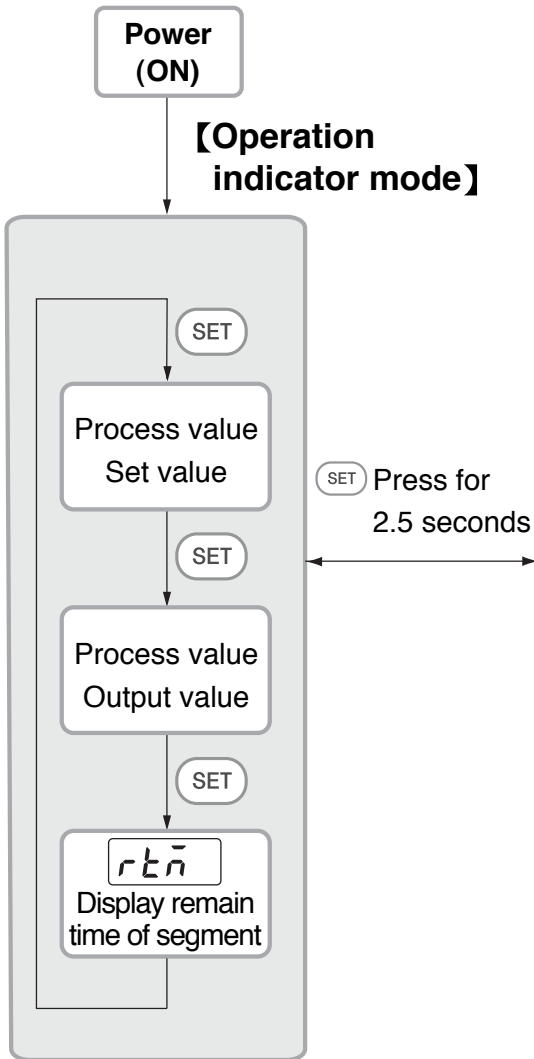 Power
(ON)
【Operation
indicator mode】
SET
Process value
Set value
SET Press for
2.5 seconds
SET
Process value
Output value
SET
rtm
Display remain
time of segment